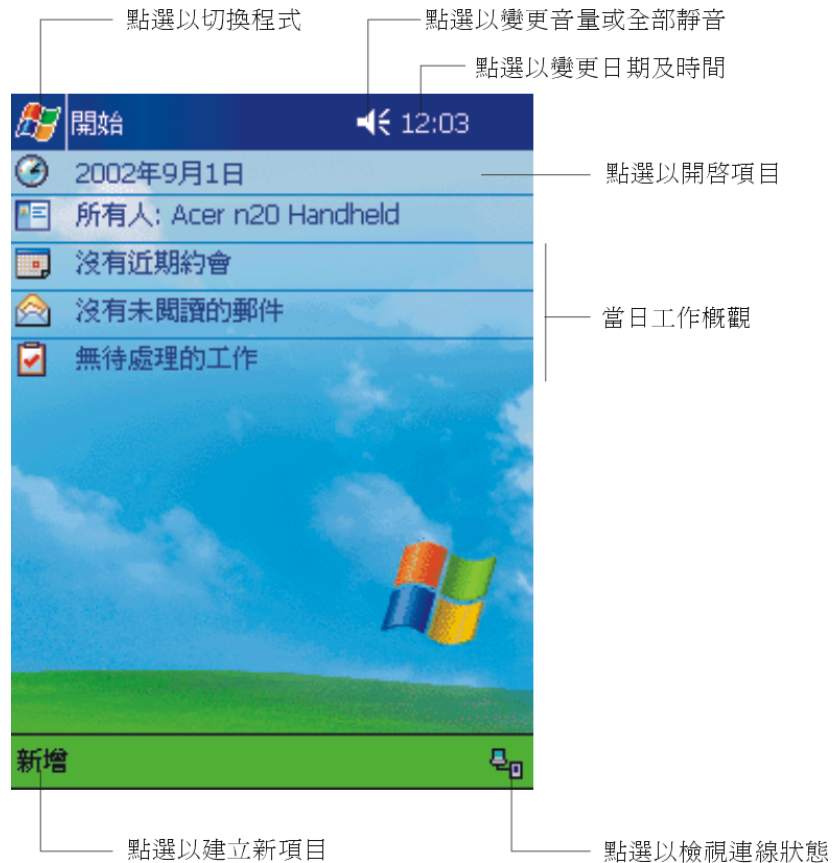 點選以切換程式
點選以變更音量或全部靜音
點選以變更日期及時間
開始 12:03
2002年9月1日
點選以開啓項目
所有人: Acer n20 Handheld
沒有近期約會
沒有未閱讀的郵件
當日工作概觀
無待處理的工作
新增
點選以建立新項目
點選以檢視連線狀態